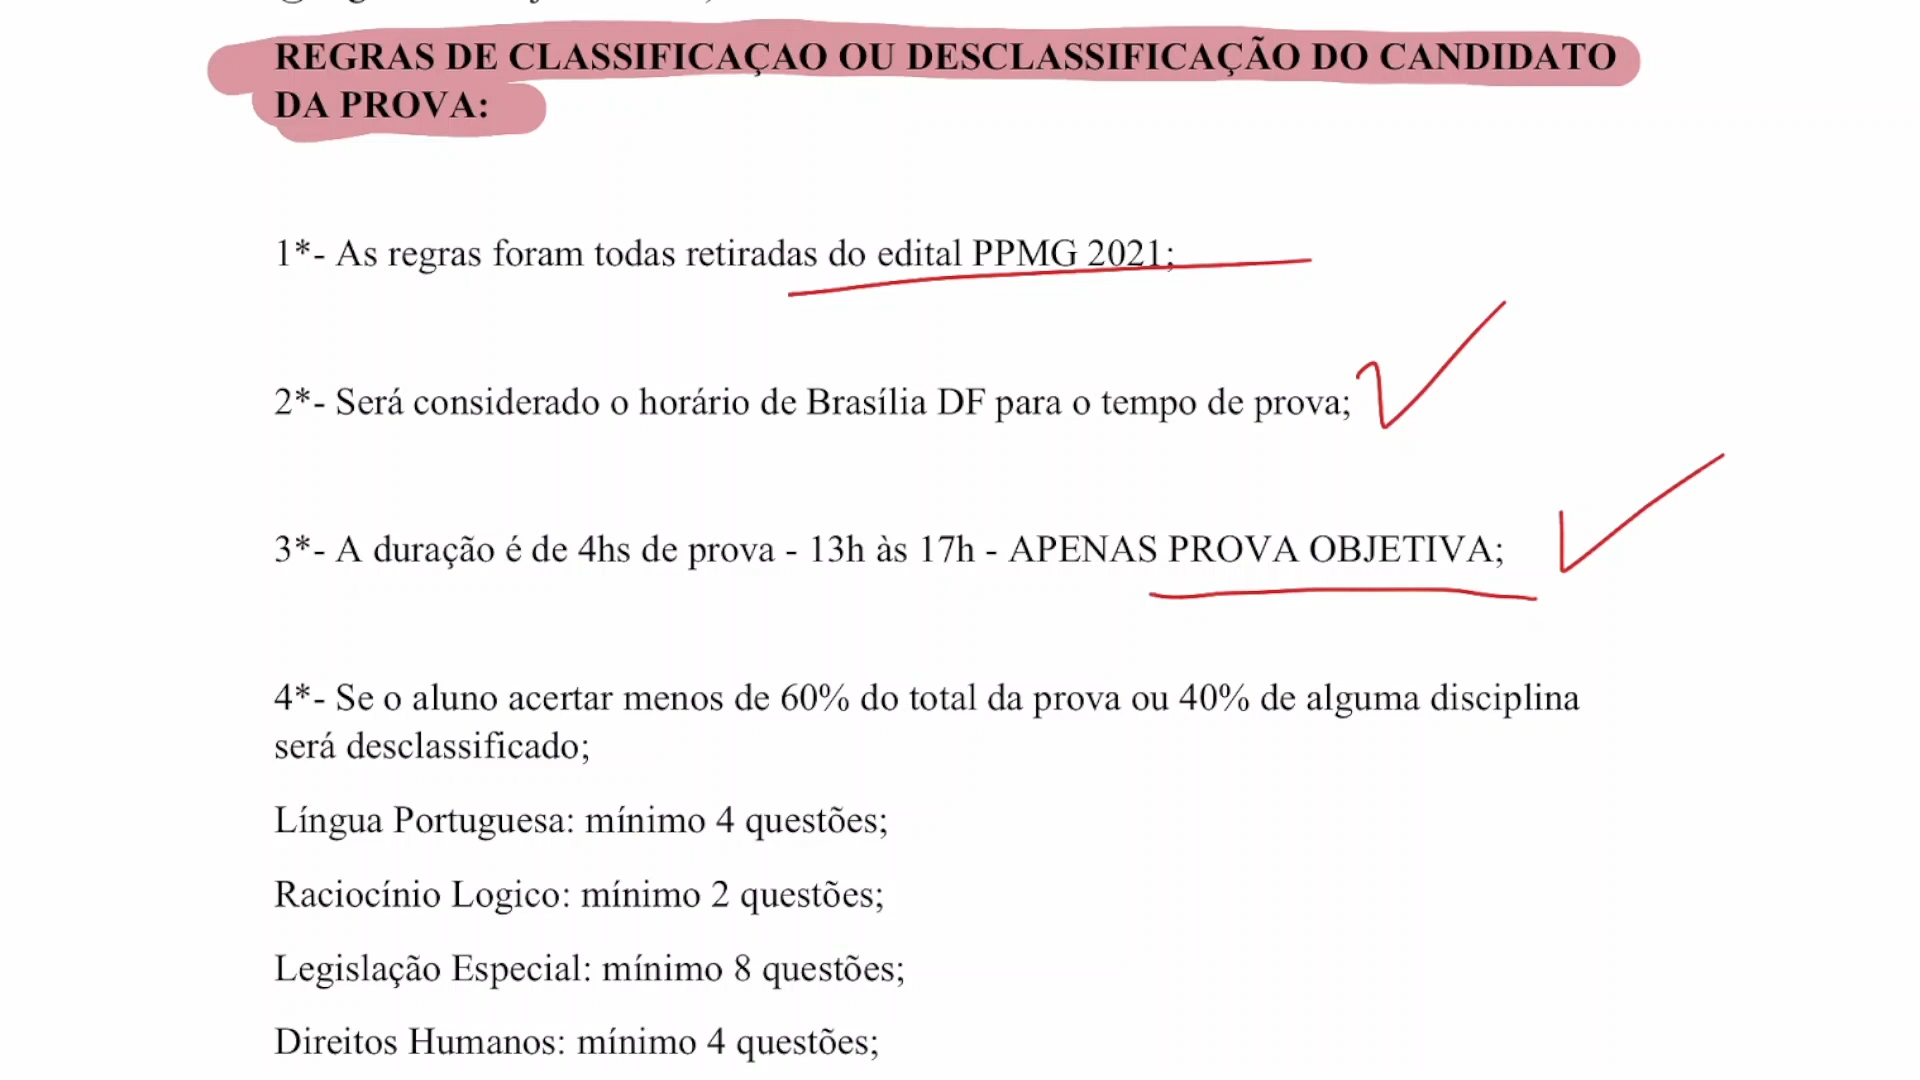 REGRAS DE CLASSIFICAÇAO OU DESCLASSIFICAÇÃO DO CANDIDATO
DA PROVA:
1*- As regras foram todas retiradas do edital PPMG 2021;
2*- Será considerado o horário de Brasília DF para o tempo de prova;
3*- A duração é de 4hs de prova - 13h às 17h - APENAS PROVA OBJETIVA;
4*- Se o aluno acertar menos de 60% do total da prova ou 40% de alguma disciplina
será desclassificado;
Língua Portuguesa: mínimo 4 questões;
Raciocínio Logico: mínimo 2 questões;
Legislação Especial: mínimo 8 questões;
Direitos Humanos: mínimo 4 questões;